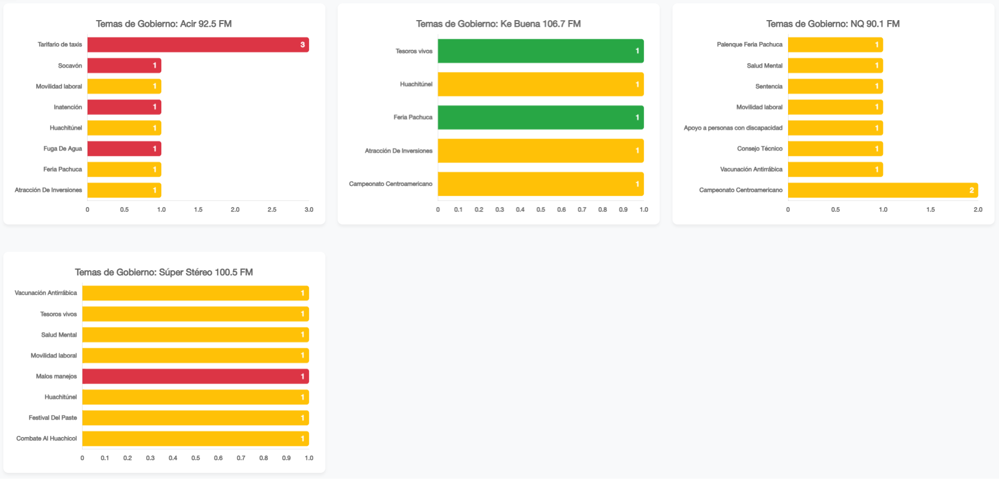 Temas de Gobierno: Acir 92.5 FM
Tarifario de taxis 3
Socavón 1
Movilidad laboral 1
Inatención 1
Huachitúnel 1
Fuga De Agua 1
Feria Pachuca 1
Atracción De Inversiones 1
0 0.5 1.0 1.5 2.0 2.5 3.0
Temas de Gobierno: Ke Buena 106.7 FM
Tesoros vivos 1
Huachitúnel 1
Feria Pachuca 1
Atracción De Inversiones 1
Campeonato Centroamericano 1
0 0.1 0.2 0.3 0.4 0.5 0.6 0.7 0.8 0.9 1.0
Temas de Gobierno: NQ 90.1 FM
Palenque Feria Pachuca 1
Salud Mental 1
Sentencia 1
Movilidad laboral 1
Apoyo a personas con discapacidad 1
Consejo Técnico 1
Vacunación Antirrábica 1
Campeonato Centroamericano 2
0 0.5 1.0 1.5 2.0
Temas de Gobierno: Súper Stéreo 100.5 FM
Vacunación Antirrábica 1
Tesoros vivos 1
Salud Mental 1
Movilidad laboral 1
Malos manejos 1
Huachitúnel 1
Festival Del Paste 1
Combate Al Huachicol 1
0 0.1 0.2 0.3 0.4 0.5 0.6 0.7 0.8 0.9 1.0